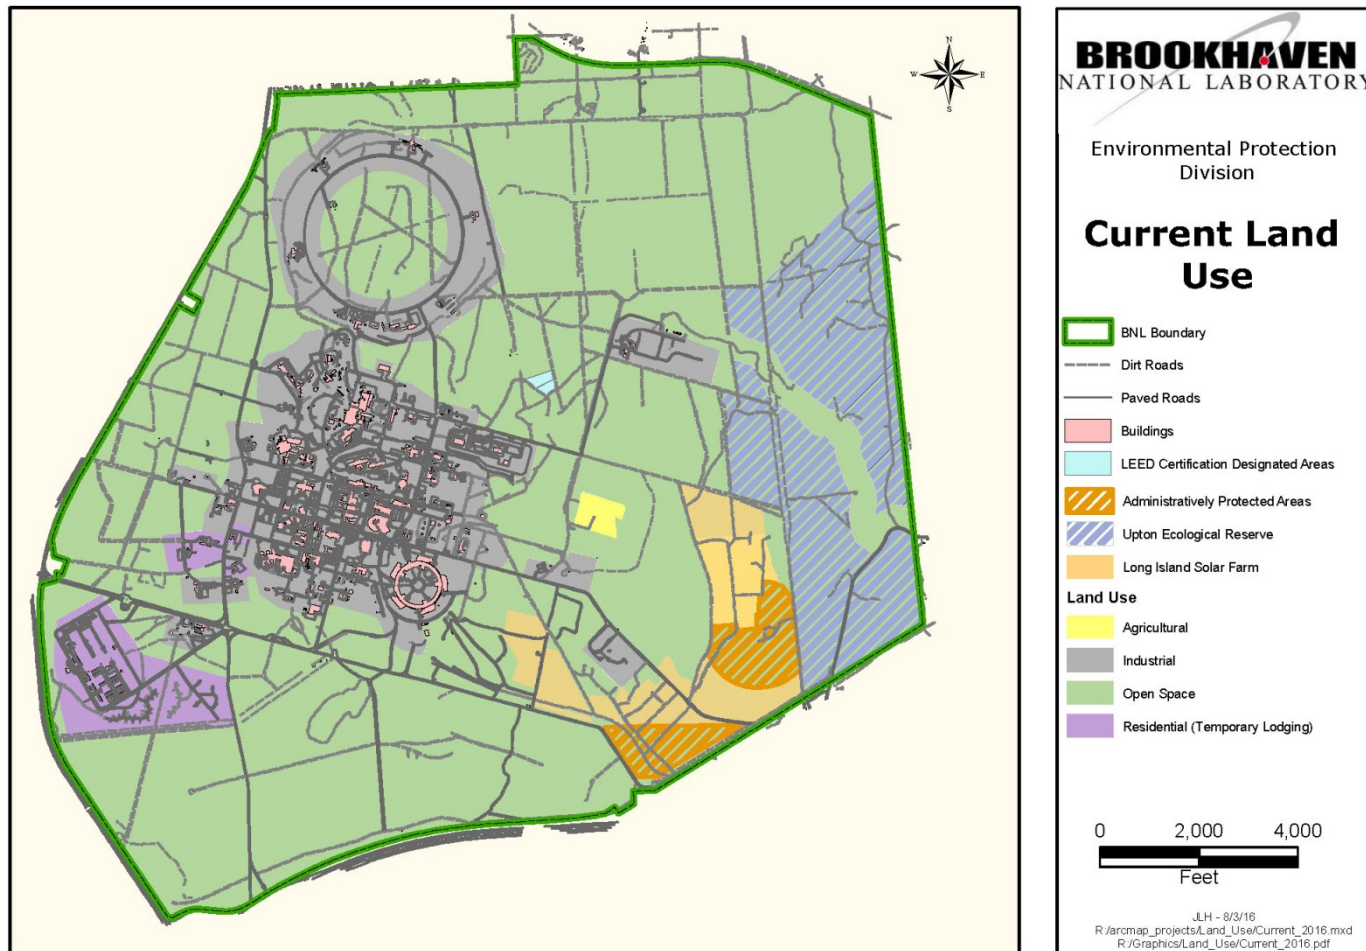 N
W
E
S
BROOKHAVEN
NATIONAL LABORATORY
Environmental Protection
Division
Current Land
Use
BNL Boundary
Dirt Roads
Paved Roads
Buildings
LEED Certification Designated Areas
Administratively Protected Areas
Upton Ecological Reserve
Long Island Solar Farm
Land Use
Agricultural
Industrial
Open Space
Residential (Temporary Lodging)
0 2,000 4,000
Feet
JLH - 8/3/16
R:/arcmap_projects/Land_Use/Current_2016.mxd
R:/Graphics/Land_Use/Current_2016.pdf